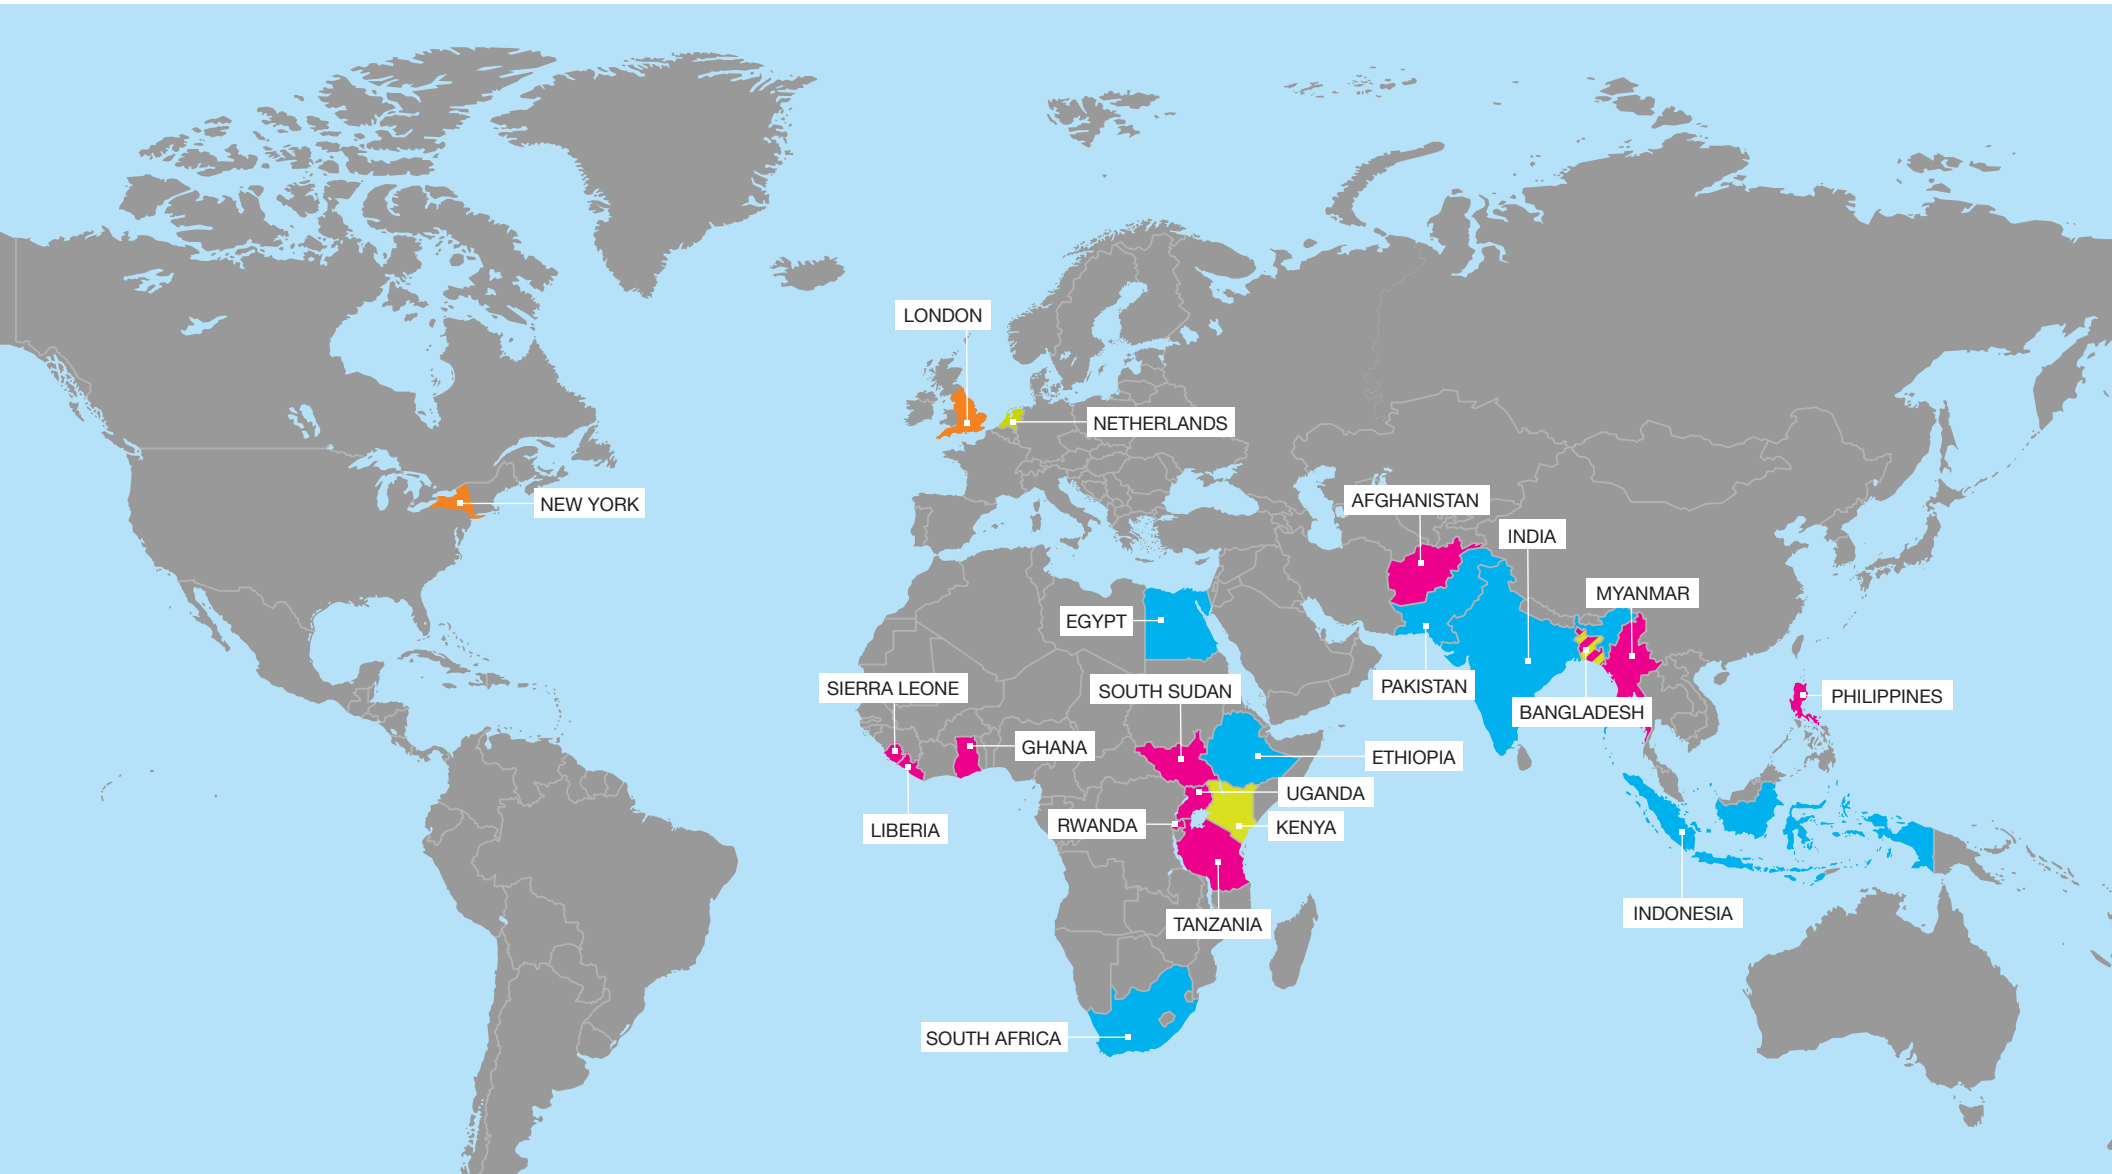 LONDON
NETHERLANDS
NEW YORK
AFGHANISTAN
INDIA
MYANMAR
EGYPT
SIERRA LEONE
SOUTH SUDAN
PAKISTAN
PHILIPPINES
BANGLADESH
GHANA
ETHIOPIA
UGANDA
LIBERIA
RWANDA
KENYA
INDONESIA
TANZANIA
SOUTH AFRICA